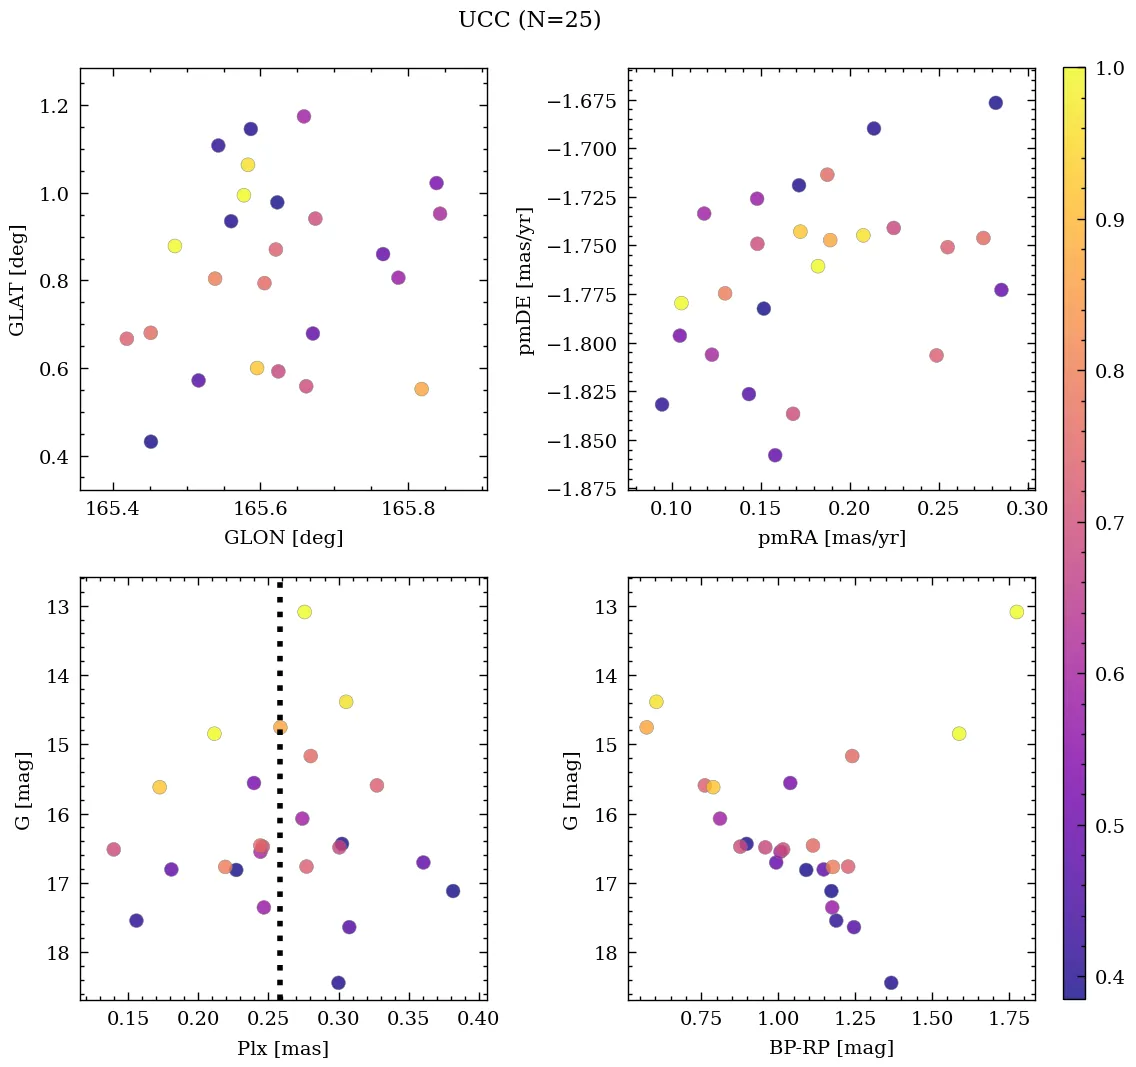 UCC (N=25)
1.2
1.0
0.8
0.6
0.4
165.4 165.6 165.8
GLON [deg]
GLAT [deg]
−1.675
−1.700
−1.725
−1.750
−1.775
−1.800
−1.825
−1.850
−1.875
0.10 0.15 0.20 0.25 0.30
pmRA [mas/yr]
pmDE [mas/yr]
13
14
15
16
17
18
0.15 0.20 0.25 0.30 0.35 0.40
Plx [mas]
G [mag]
13
14
15
16
17
18
0.75 1.00 1.25 1.50 1.75
BP-RP [mag]
G [mag]
1.0
0.9
0.8
0.7
0.6
0.5
0.4